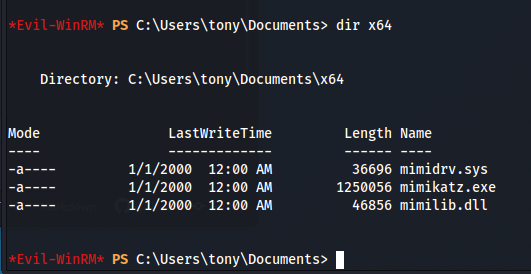 *Evil-WinRM* PS C:\Users\tony\Documents> dir x64
Directory: C:\Users\tony\Documents\x64
Mode                LastWriteTime         Length Name
----                -------------         ------ ----
-a----         1/1/2000  12:00 AM          36696 mimidrv.sys
-a----         1/1/2000  12:00 AM        1250056 mimikatz.exe
-a----         1/1/2000  12:00 AM          46856 mimilib.dll
*Evil-WinRM* PS C:\Users\tony\Documents>